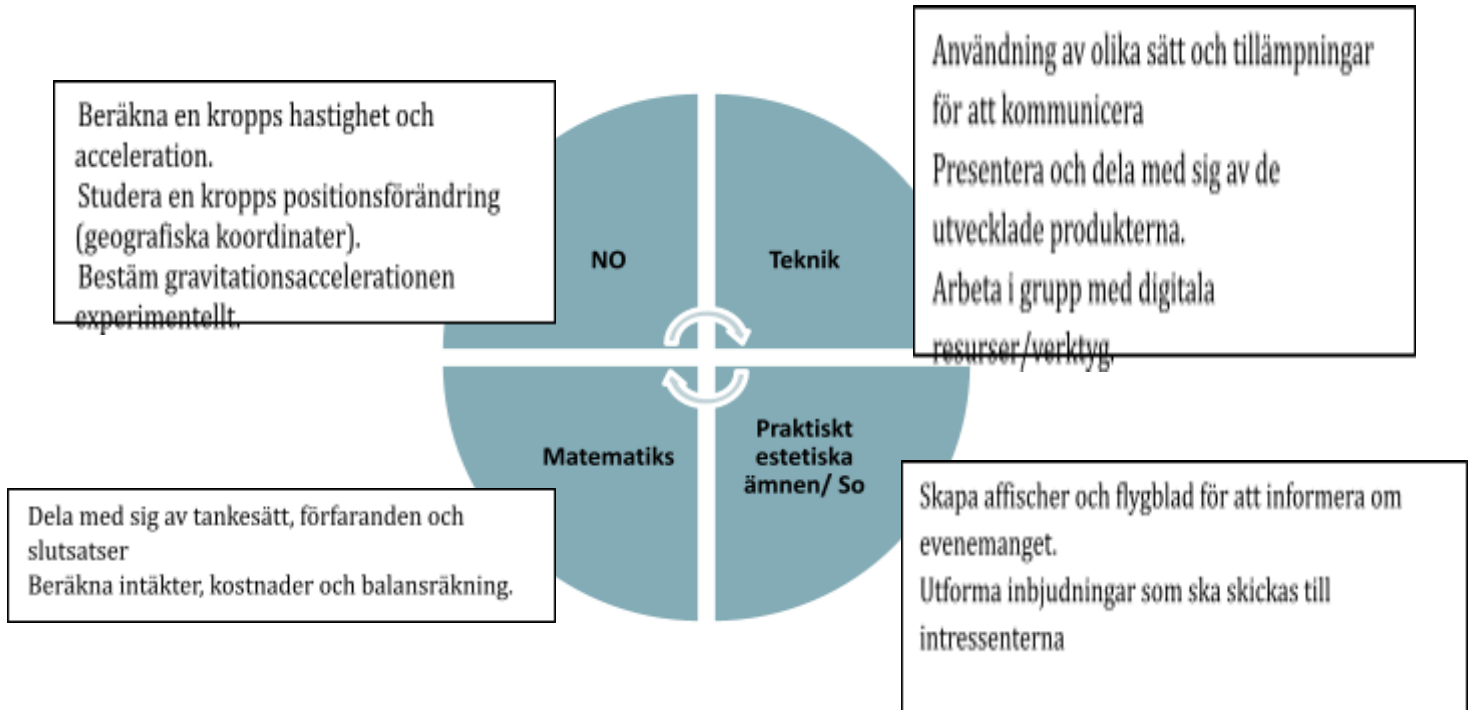 Beräkna en kropps hastighet och
acceleration.
Studera en kropps positionsförändring
(geografiska koordinater).
Bestäm gravitationsaccelerationen
experimentellt.
Användning av olika sätt och tillämpningar
för att kommunicera
Presentera och dela med sig av de
utvecklade produkterna.
Arbeta i grupp med digitala
resurser/verktyg.
NO
Teknik
Matematiks
Praktiskt
estetiska
ämnen/ So
Dela med sig av tankesätt, förfaranden och
slutsatser
Beräkna intäkter, kostnader och balansräkning.
Skapa affischer och flygblad för att informera om
evenemanget.
Utforma inbjudningar som ska skickas till
intressenterna